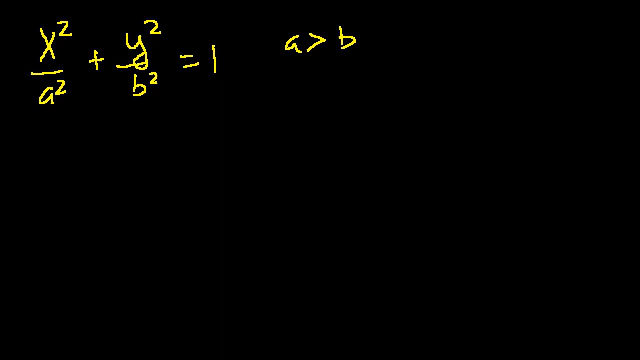 x²/a² + y²/b² = 1    a > b